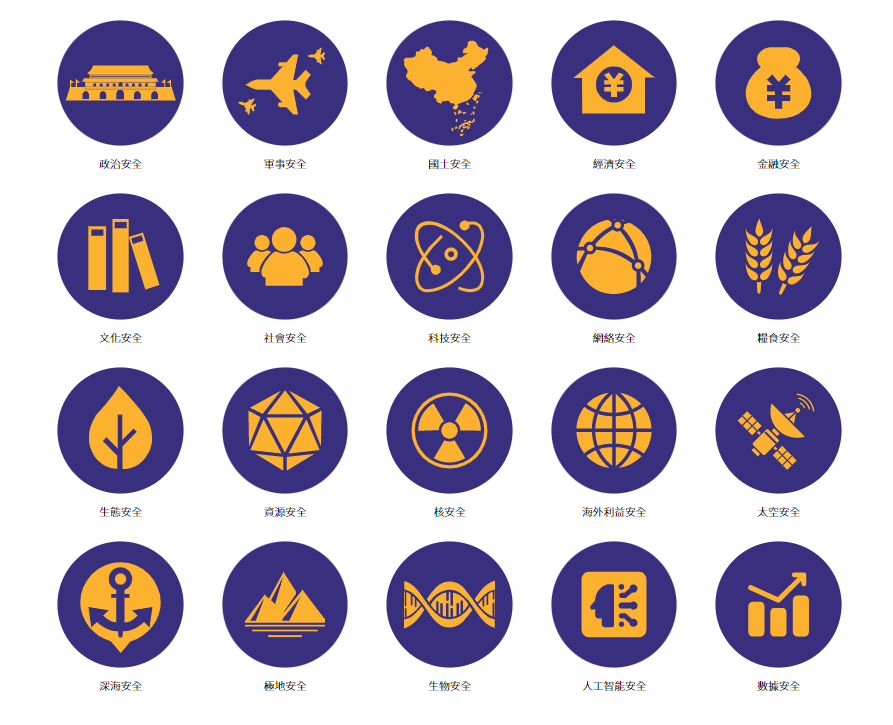 政治安全
軍事安全
國土安全
經濟安全
金融安全
文化安全
社會安全
科技安全
網絡安全
糧食安全
生態安全
資源安全
核安全
海外利益安全
太空安全
深海安全
極地安全
生物安全
人工智能安全
數據安全